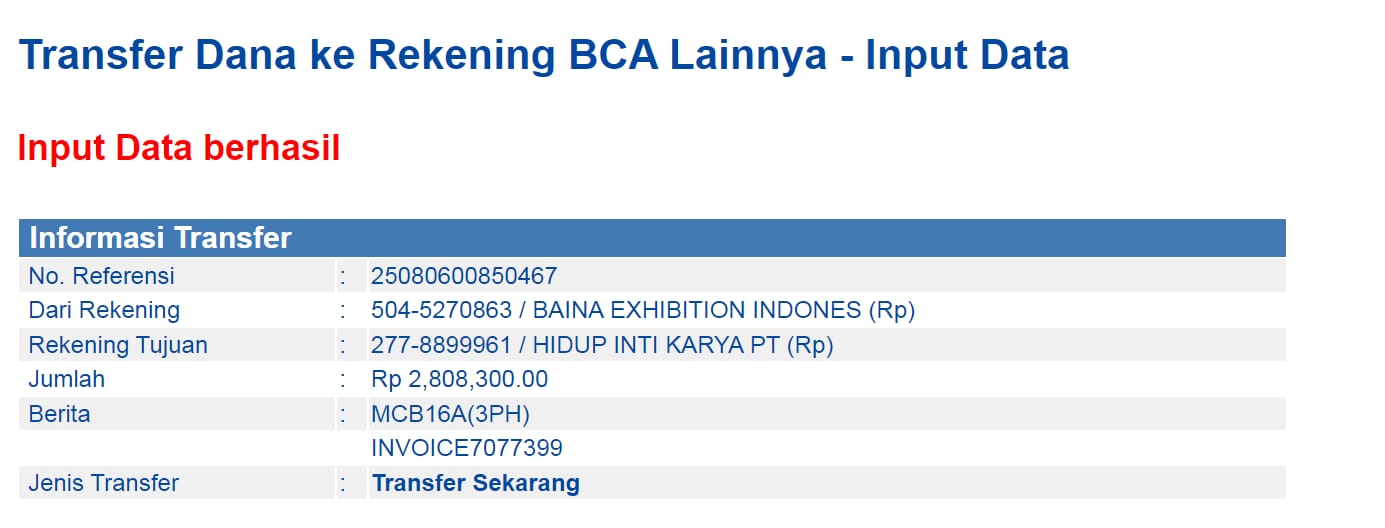 Transfer Dana ke Rekening BCA Lainnya - Input Data
Input Data berhasil
Informasi Transfer
No. Referensi : 25080600850467
Dari Rekening : 504-5270863 / BAINA EXHIBITION INDONES (Rp)
Rekening Tujuan : 277-8899961 / HIDUP INTI KARYA PT (Rp)
Jumlah : Rp 2,808,300.00
Berita : MCB16A(3PH)
INVOICE7077399
Jenis Transfer : Transfer Sekarang